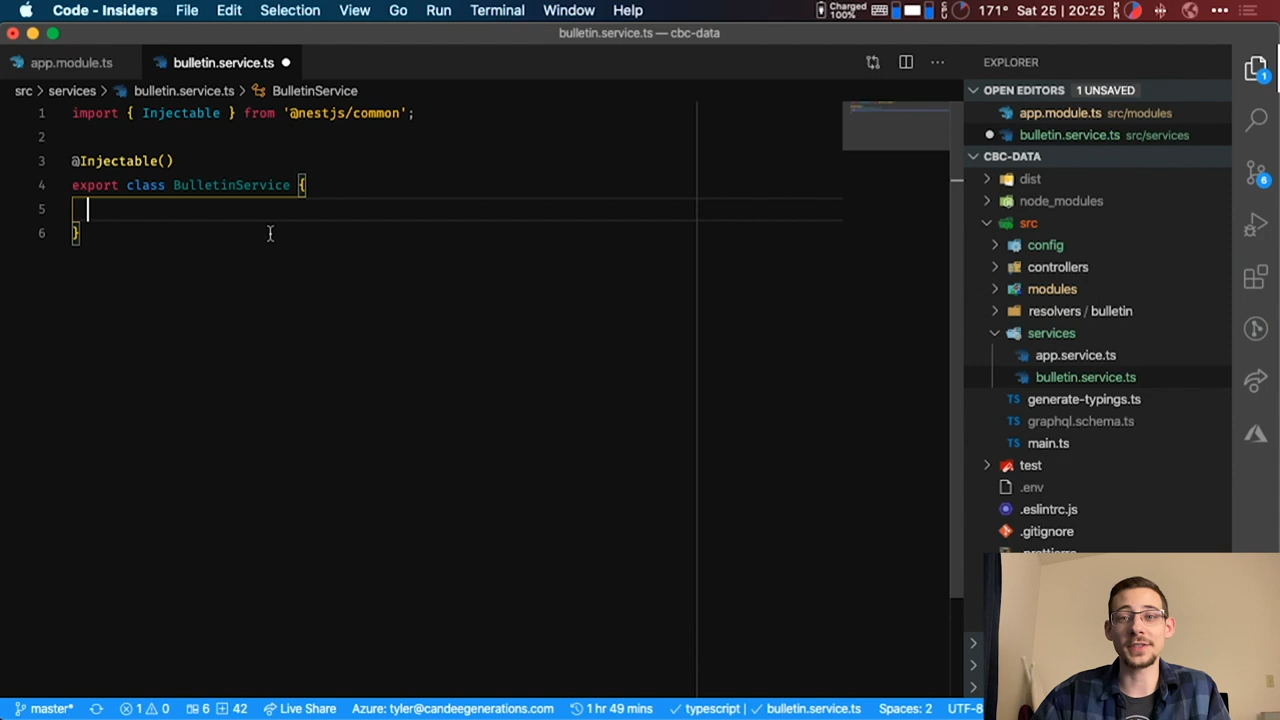 Code - Insiders File Edit Selection View Go Run Terminal Window Help Charged 100% 171° Sat 25 | 20:25
bulletin.service.ts — cbc-data
app.module.ts bulletin.service.ts
EXPLORER
src > services > bulletin.service.ts > BulletinService
OPEN EDITORS 1 UNSAVED
app.module.ts src/modules
bulletin.service.ts src/services
1 import { Injectable } from '@nestjs/common';
2
3 @Injectable()
4 export class BulletinService {
5
6 }
CBC-DATA
dist
node_modules
src
config
controllers
modules
resolvers / bulletin
services
app.service.ts
bulletin.service.ts
TS generate-typings.ts
TS graphql.schema.ts
TS main.ts
test
.env
.eslintrc.js
.gitignore
1
6
master* 1 0 6 42 Live Share Azure: tyler@candeegenerations.com 1 hr 49 mins typescript | bulletin.service.ts Spaces: 2 UTF-8